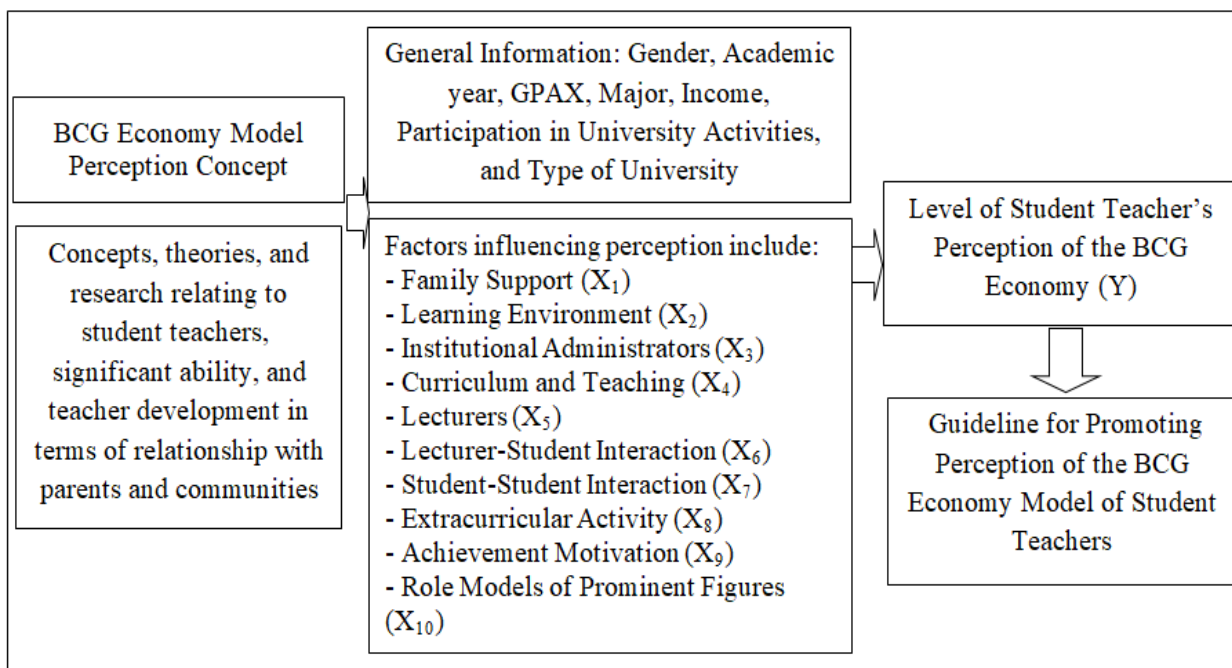 BCG Economy Model
Perception Concept
Concepts, theories, and
research relating to
student teachers,
significant ability, and
teacher development in
terms of relationship with
parents and communities
General Information: Gender, Academic
year, GPAX, Major, Income,
Participation in University Activities,
and Type of University
Factors influencing perception include:
- Family Support (X₁)
- Learning Environment (X₂)
- Institutional Administrators (X₃)
- Curriculum and Teaching (X₄)
- Lecturers (X₅)
- Lecturer-Student Interaction (X₆)
- Student-Student Interaction (X₇)
- Extracurricular Activity (X₈)
- Achievement Motivation (X₉)
- Role Models of Prominent Figures
(X₁₀)
Level of Student Teacher’s
Perception of the BCG
Economy (Y)
Guideline for Promoting
Perception of the BCG
Economy Model of Student
Teachers